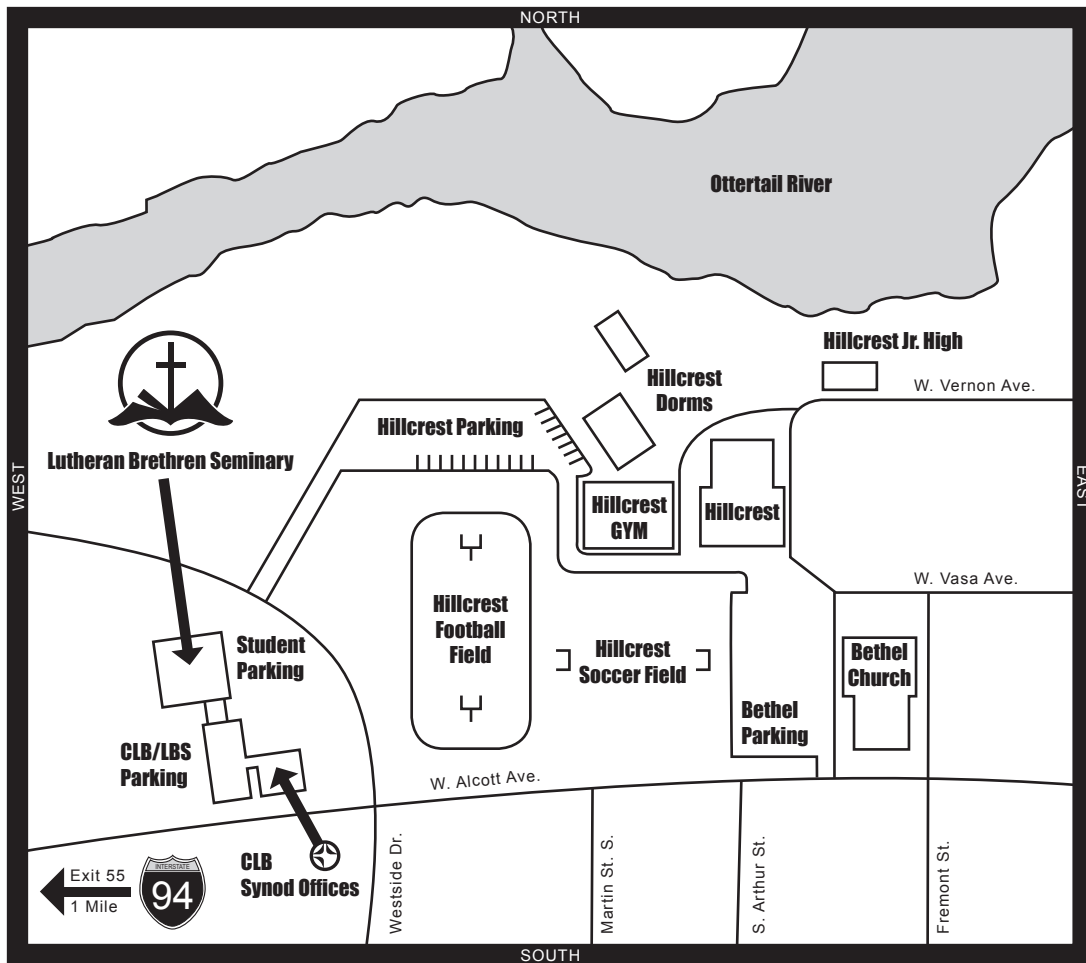 NORTH
Ottertail River
Hillcrest Jr. High
W. Vernon Ave.
Hillcrest
Dorms
Hillcrest Parking
Lutheran Brethren Seminary
WEST
EAST
Hillcrest
GYM
Hillcrest
W. Vasa Ave.
Hillcrest
Football
Field
Student
Parking
Hillcrest
Soccer Field
Bethel
Church
Bethel
Parking
CLB/LBS
Parking
W. Alcott Ave.
CLB
Synod Offices
Exit 55
1 Mile
INTERSTATE
94
Westside Dr.
Martin St. S.
S. Arthur St.
Fremont St.
SOUTH